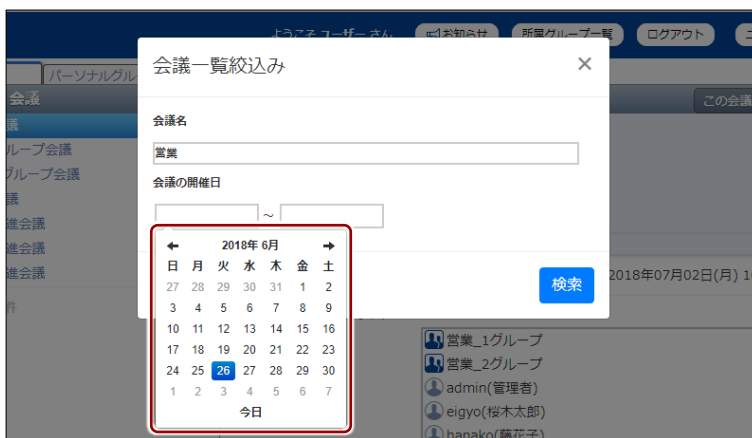 ようこそ ユーザー さん
お知らせ
所属グループ一覧
ログアウト
パーソナルグル
会議
この会議
議
ループ会議
グループ会議
議
進会議
進会議
進会議
件
会議一覧絞込み
×
会議名
営業
会議の開催日
~
2018年 6月
日 月 火 水 木 金 土
27 28 29 30 31 1 2
3 4 5 6 7 8 9
10 11 12 13 14 15 16
17 18 19 20 21 22 23
24 25 26 27 28 29 30
1 2 3 4 5 6 7
今日
検索
2018年07月02日(月) 1
営業_1グループ
営業_2グループ
admin(管理者)
eigyo(桜木太郎)
hanako(藤花子)